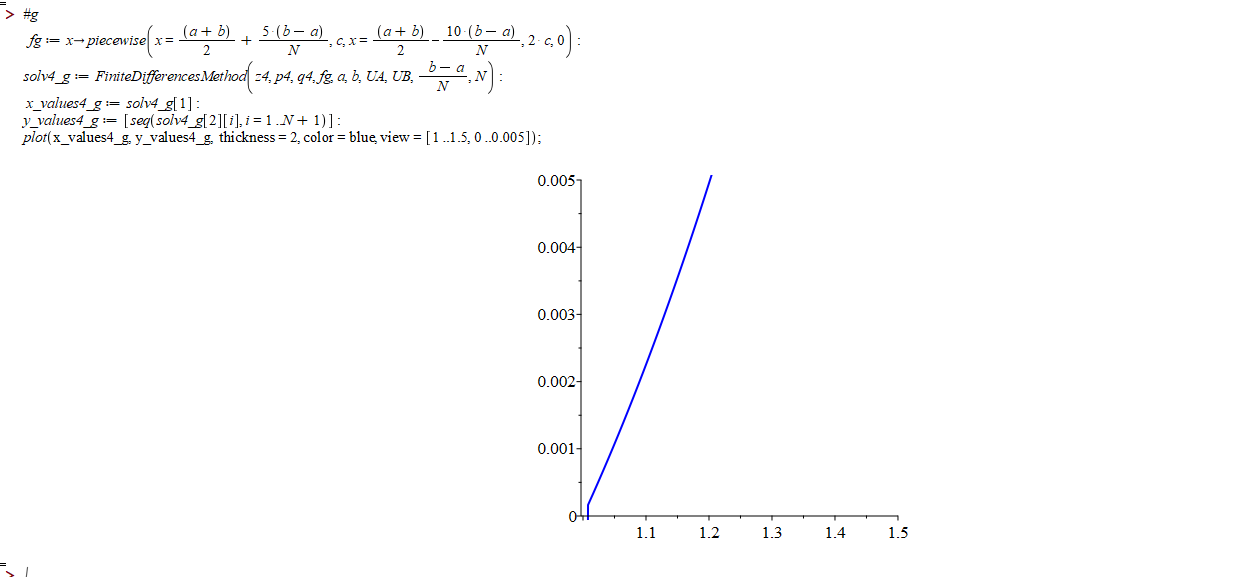 > #g
fg := x→piecewise(x = (a + b)/2 + 5·(b − a)/N, c, x = (a + b)/2 − 10·(b − a)/N, 2·c, 0) :
solv4_g := FiniteDifferencesMethod(z4, p4, q4, fg, a, b, UA, UB, (b − a)/N, N) :
x_values4_g := solv4_g[1] :
y_values4_g := [seq(solv4_g[2][i], i = 1 ..N + 1)] :
plot(x_values4_g, y_values4_g, thickness = 2, color = blue, view = [1 ..1.5, 0 ..0.005]);
0.005
0.004
0.003
0.002
0.001
0
1.1 1.2 1.3 1.4 1.5
>